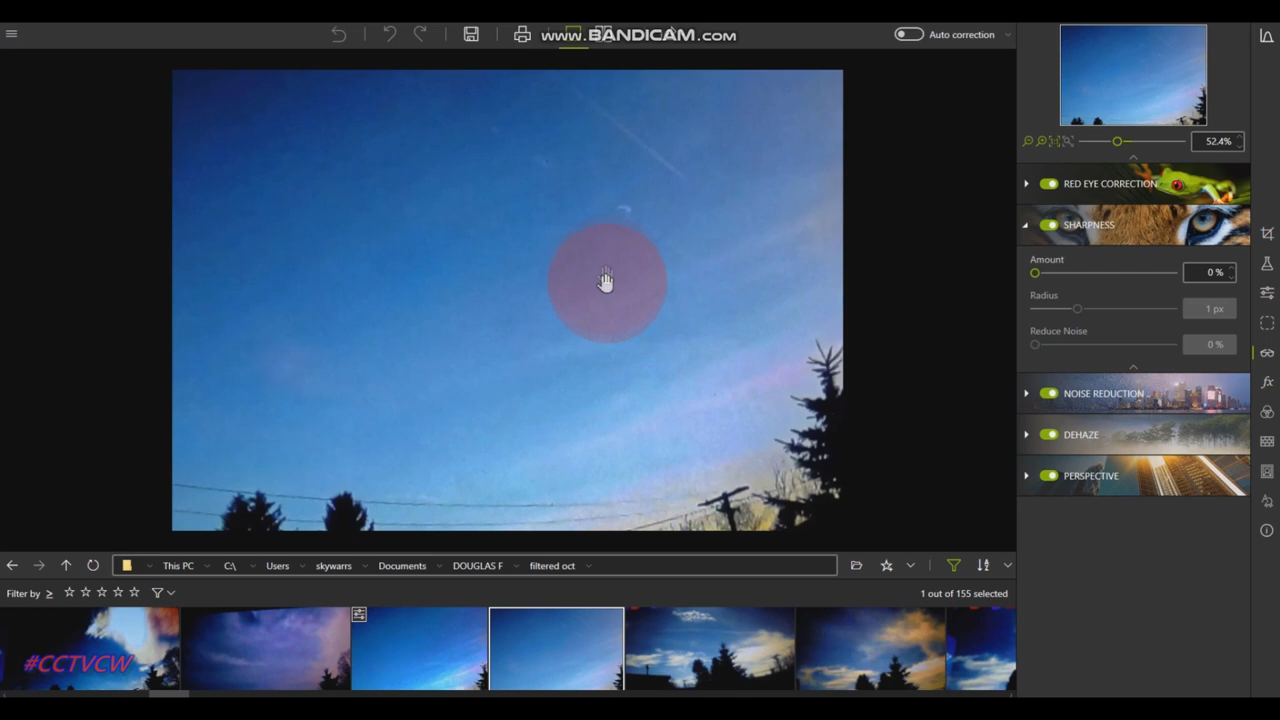 www.BANDICAM.com
Auto correction
52.4%
RED EYE CORRECTION
SHARPNESS
Amount
0 %
Radius
1 px
Reduce Noise
0 %
NOISE REDUCTION
DEHAZE
PERSPECTIVE
This PC C:\ Users skywarrs Documents DOUGLAS F filtered oct
Filter by ≥
1 out of 155 selected
#CCTVCW